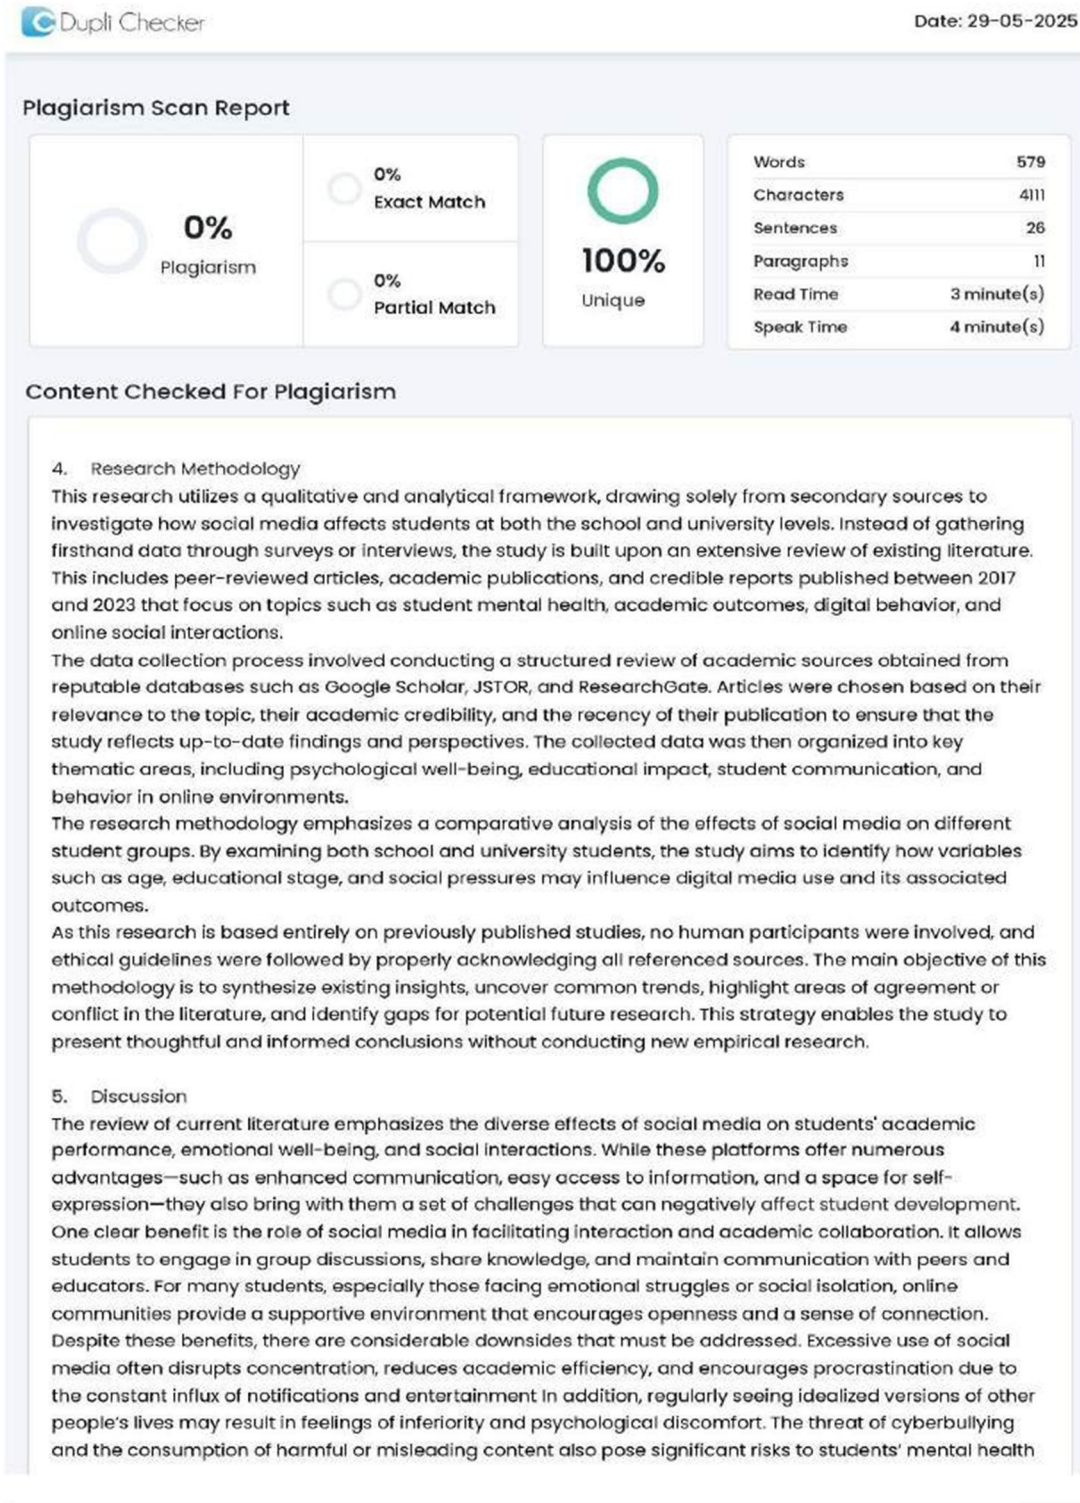 Dupli Checker
Date: 29-05-2025
Plagiarism Scan Report
0%
Plagiarism
0%
Exact Match
0%
Partial Match
100%
Unique
Words 579
Characters 4111
Sentences 26
Paragraphs 11
Read Time 3 minute(s)
Speak Time 4 minute(s)
Content Checked For Plagiarism
4. Research Methodology
This research utilizes a qualitative and analytical framework, drawing solely from secondary sources to
investigate how social media affects students at both the school and university levels. Instead of gathering
firsthand data through surveys or interviews, the study is built upon an extensive review of existing literature.
This includes peer-reviewed articles, academic publications, and credible reports published between 2017
and 2023 that focus on topics such as student mental health, academic outcomes, digital behavior, and
online social interactions.
The data collection process involved conducting a structured review of academic sources obtained from
reputable databases such as Google Scholar, JSTOR, and ResearchGate. Articles were chosen based on their
relevance to the topic, their academic credibility, and the recency of their publication to ensure that the
study reflects up-to-date findings and perspectives. The collected data was then organized into key
thematic areas, including psychological well-being, educational impact, student communication, and
behavior in online environments.
The research methodology emphasizes a comparative analysis of the effects of social media on different
student groups. By examining both school and university students, the study aims to identify how variables
such as age, educational stage, and social pressures may influence digital media use and its associated
outcomes.
As this research is based entirely on previously published studies, no human participants were involved, and
ethical guidelines were followed by properly acknowledging all referenced sources. The main objective of this
methodology is to synthesize existing insights, uncover common trends, highlight areas of agreement or
conflict in the literature, and identify gaps for potential future research. This strategy enables the study to
present thoughtful and informed conclusions without conducting new empirical research.
5. Discussion
The review of current literature emphasizes the diverse effects of social media on students' academic
performance, emotional well-being, and social interactions. While these platforms offer numerous
advantages—such as enhanced communication, easy access to information, and a space for self-
expression—they also bring with them a set of challenges that can negatively affect student development.
One clear benefit is the role of social media in facilitating interaction and academic collaboration. It allows
students to engage in group discussions, share knowledge, and maintain communication with peers and
educators. For many students, especially those facing emotional struggles or social isolation, online
communities provide a supportive environment that encourages openness and a sense of connection.
Despite these benefits, there are considerable downsides that must be addressed. Excessive use of social
media often disrupts concentration, reduces academic efficiency, and encourages procrastination due to
the constant influx of notifications and entertainment In addition, regularly seeing idealized versions of other
people's lives may result in feelings of inferiority and psychological discomfort. The threat of cyberbullying
and the consumption of harmful or misleading content also pose significant risks to students' mental health